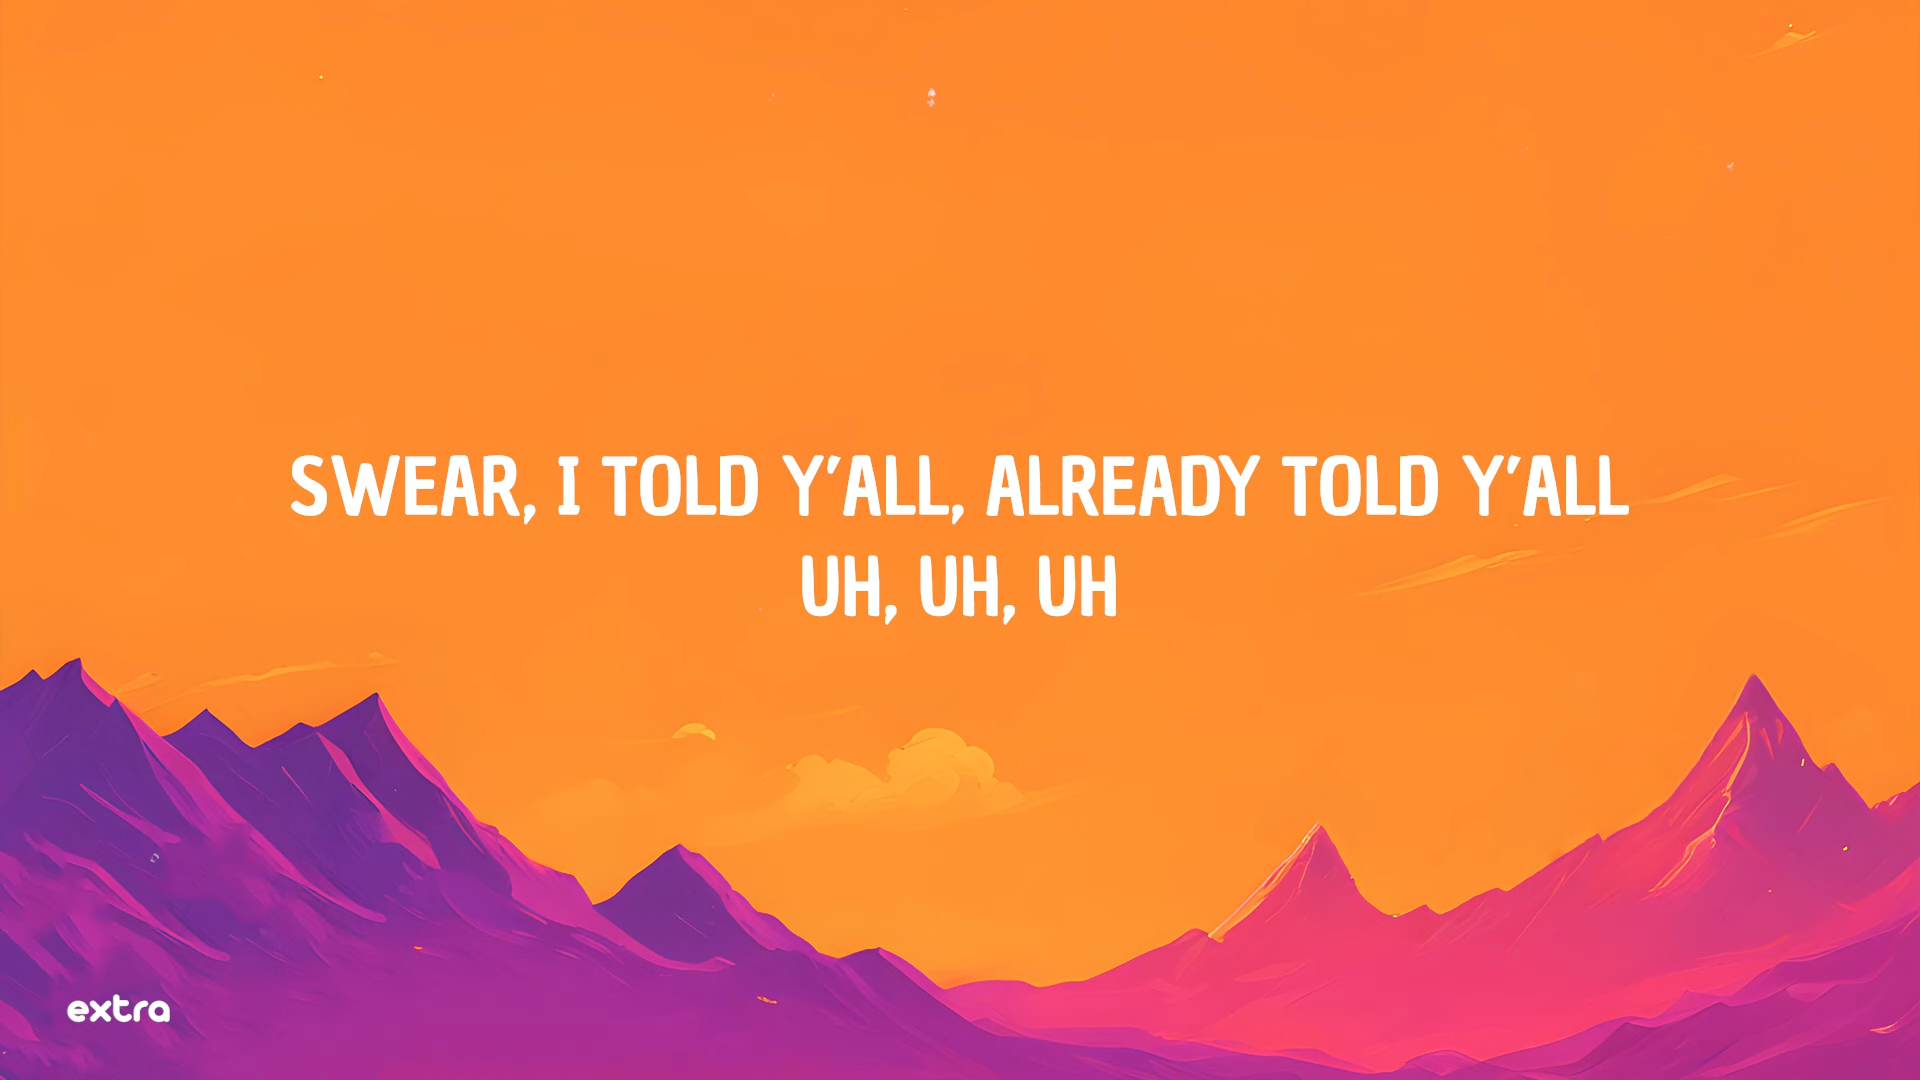 SWEAR, I TOLD Y'ALL, ALREADY TOLD Y'ALL
UH, UH, UH
extra